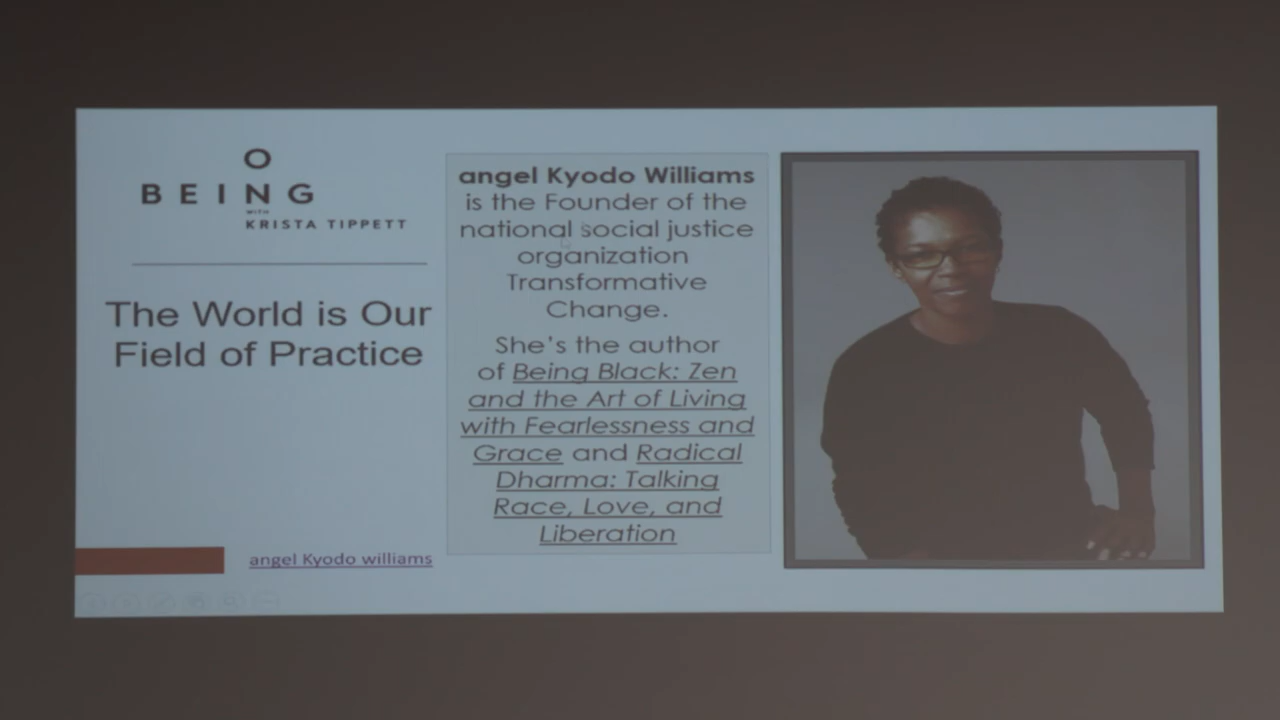 O
BEING
WITH
KRISTA TIPPETT
The World is Our
Field of Practice
angel Kyodo williams
angel Kyodo Williams
is the Founder of the
national social justice
organization
Transformative
Change.
She's the author
of Being Black: Zen
and the Art of Living
with Fearlessness and
Grace and Radical
Dharma: Talking
Race, Love, and
Liberation